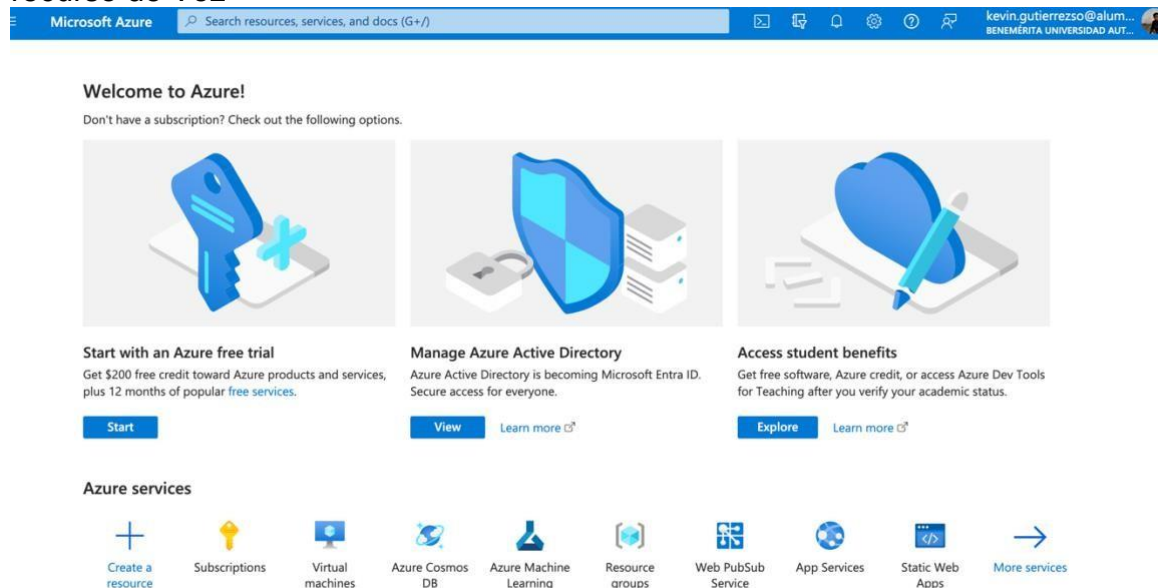 Microsoft Azure
Search resources, services, and docs (G+/)
kevin.gutierrezso@alum...
BENEMÉRITA UNIVERSIDAD AUT...
Welcome to Azure!
Don't have a subscription? Check out the following options.
Start with an Azure free trial
Get $200 free credit toward Azure products and services,
plus 12 months of popular free services.
Start
Manage Azure Active Directory
Azure Active Directory is becoming Microsoft Entra ID.
Secure access for everyone.
View Learn more
Access student benefits
Get free software, Azure credit, or access Azure Dev Tools
for Teaching after you verify your academic status.
Explore Learn more
Azure services
Create a
resource
Subscriptions
Virtual
machines
Azure Cosmos
DB
Azure Machine
Learning
Resource
groups
Web PubSub
Service
App Services
Static Web
Apps
More services